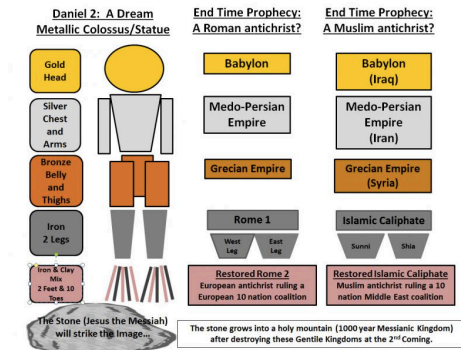 Daniel 2: A Dream
Metallic Colossus/Statue
End Time Prophecy:
A Roman antichrist?
End Time Prophecy:
A Muslim antichrist?
Gold
Head
Babylon
Babylon
(Iraq)
Silver
Chest
and
Arms
Medo-Persian
Empire
Medo-Persian
Empire
(Iran)
Bronze
Belly
and
Thighs
Grecian Empire
Grecian Empire
(Syria)
Iron
2 Legs
Rome 1
West
Leg
East
Leg
Islamic Caliphate
Sunni
Shia
Iron & Clay
Mix
2 Feet & 10
Toes
Restored Rome 2
European antichrist ruling a
European 10 nation coalition
Restored Islamic Caliphate
Muslim antichrist ruling a 10
nation Middle East coalition
The Stone (Jesus the Messiah)
will strike the Image…
The stone grows into a holy mountain (1000 year Messianic Kingdom)
after destroying these Gentile Kingdoms at the 2nd Coming.